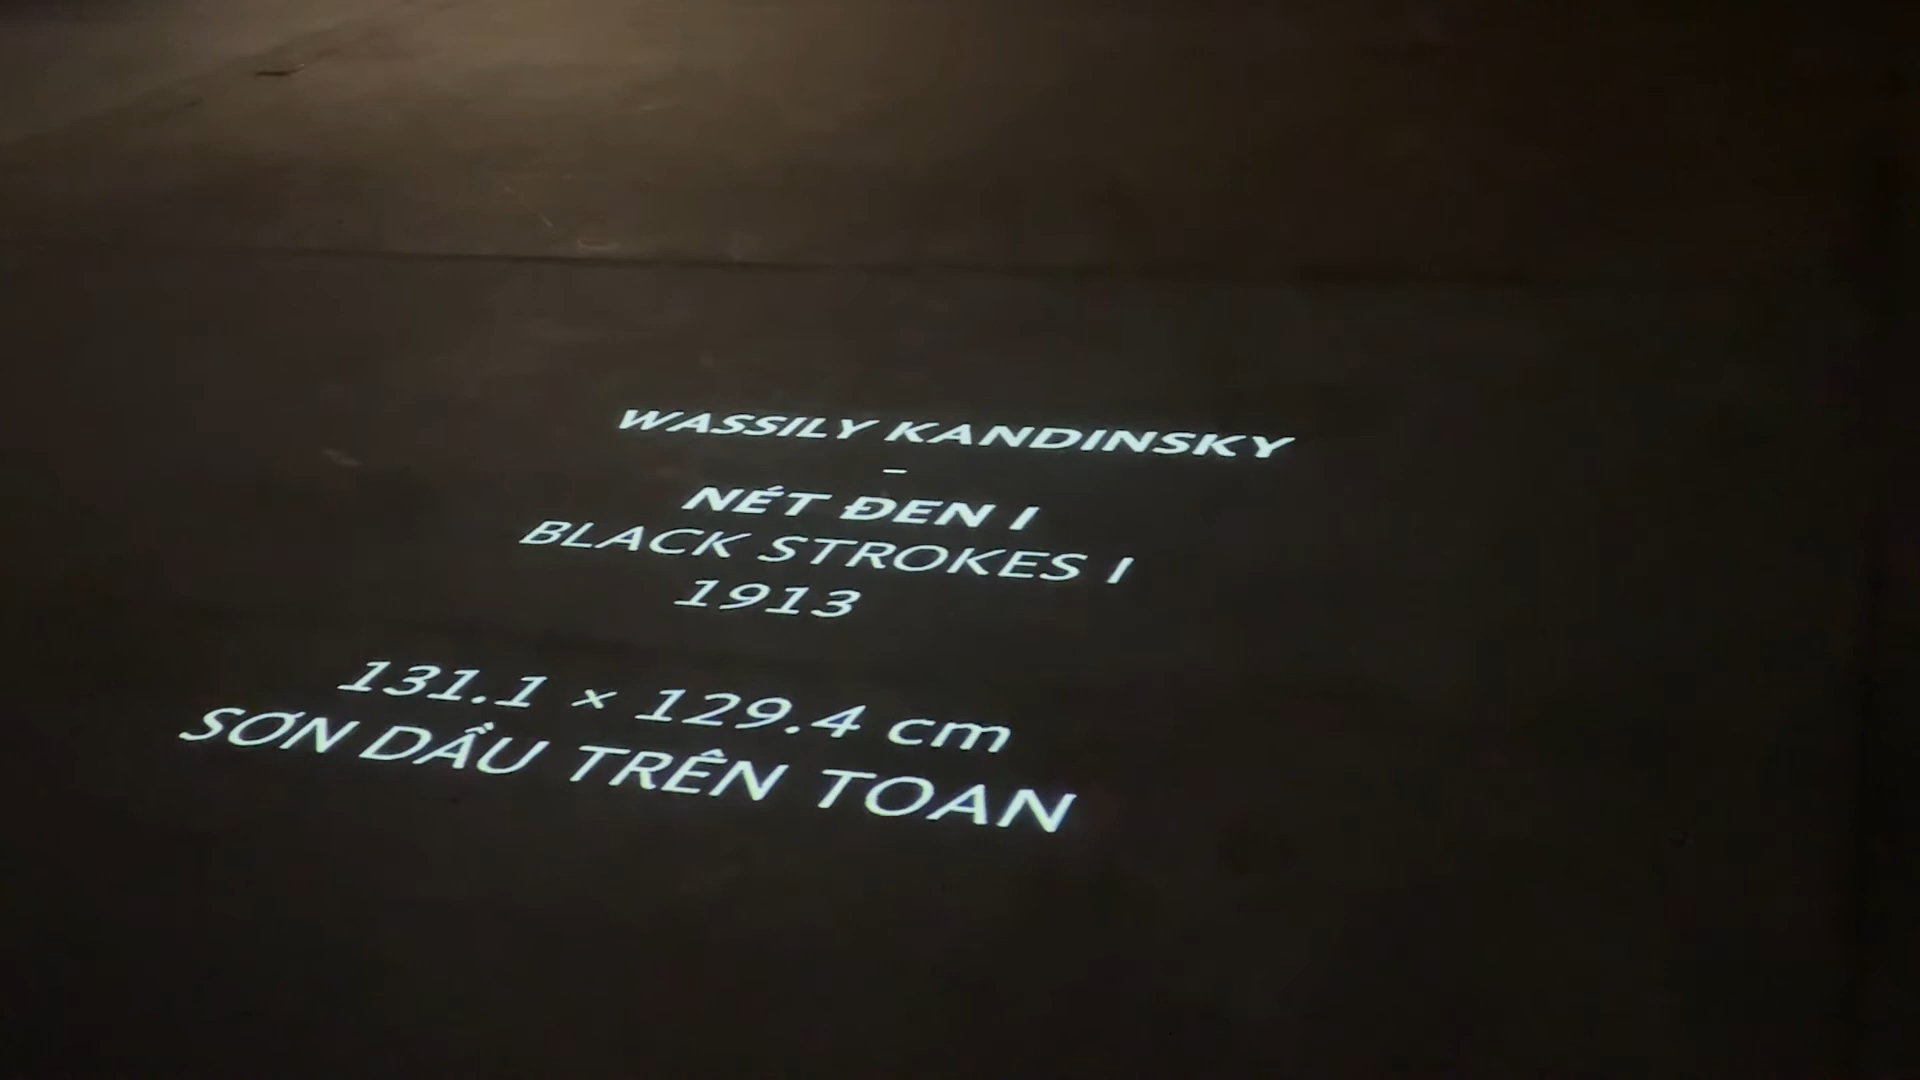 WASSILY KANDINSKY
–
NÉT ĐEN I
BLACK STROKES I
1913
131.1 × 129.4 cm
SƠN DẦU TRÊN TOAN